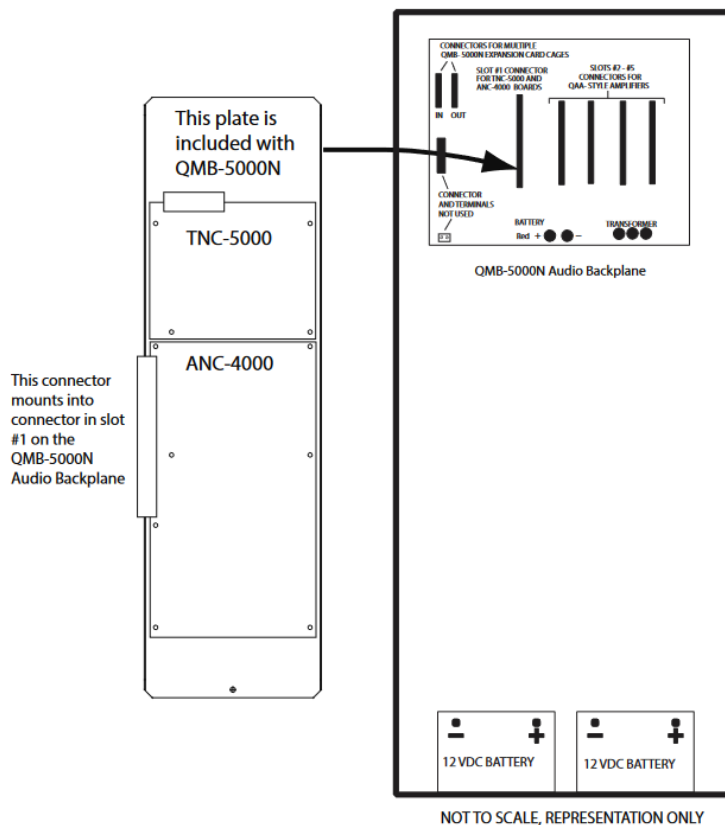 CONNECTORS FOR MULTIPLE
QMB- 5000N EXPANSION CARD CAGES
SLOT #1 CONNECTOR
FOR TNC-5000 AND
ANC-4000 BOARDS
SLOTS #2 - #5
CONNECTORS FOR
QAA- STYLE AMPLIFIERS
IN OUT
CONNECTOR
AND TERMINALS
NOT USED
BATTERY
Red + −
TRANSFORMER
QMB-5000N Audio Backplane
This plate is
included with
QMB-5000N
TNC-5000
ANC-4000
This connector
mounts into
connector in slot
#1 on the
QMB-5000N
Audio Backplane
− +
12 VDC BATTERY
− +
12 VDC BATTERY
NOT TO SCALE, REPRESENTATION ONLY